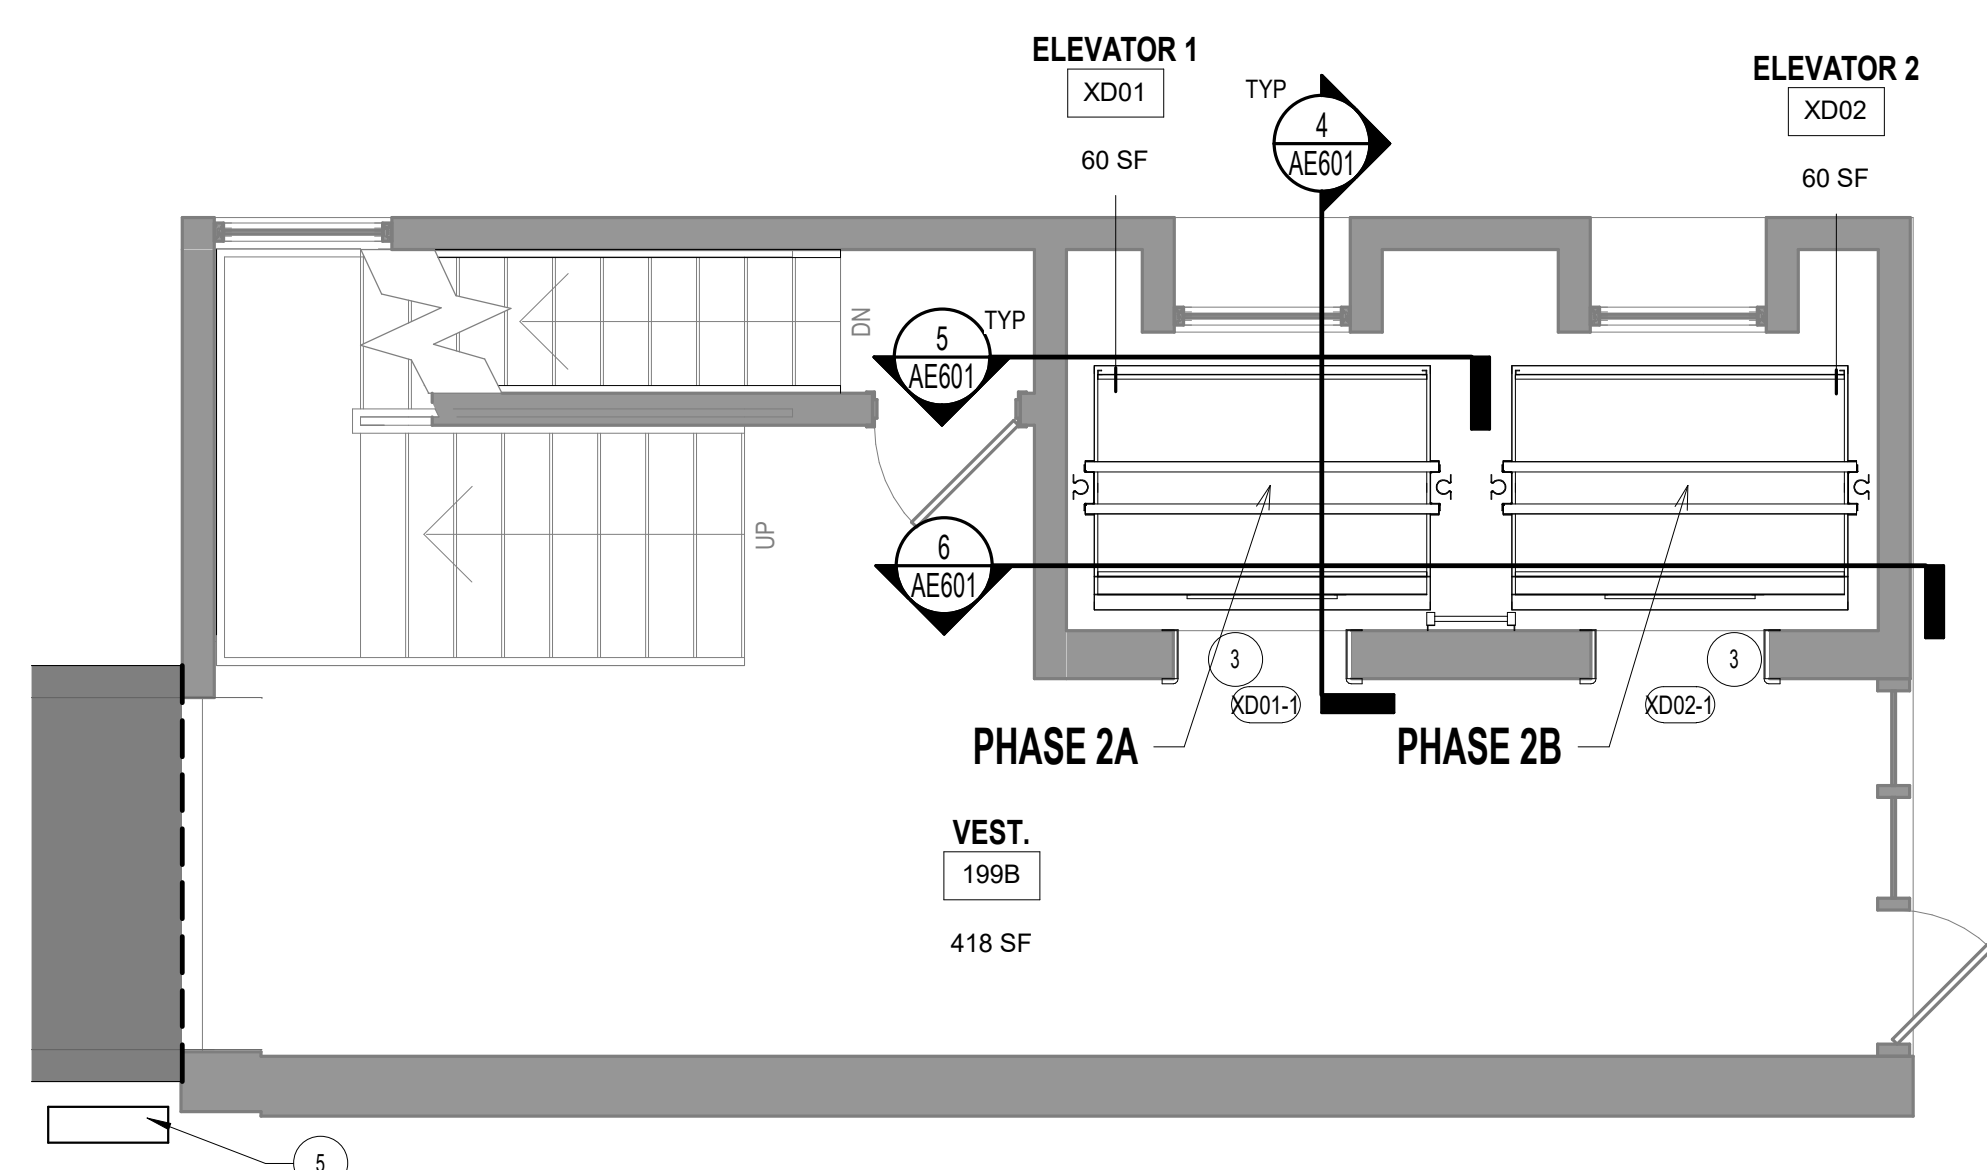 ELEVATOR 1
XD01
60 SF
TYP
4
AE601
ELEVATOR 2
XD02
60 SF
DN
5
AE601
TYP
UP
6
AE601
3
XD01-1
3
XD02-1
PHASE 2A
PHASE 2B
VEST.
199B
418 SF
5